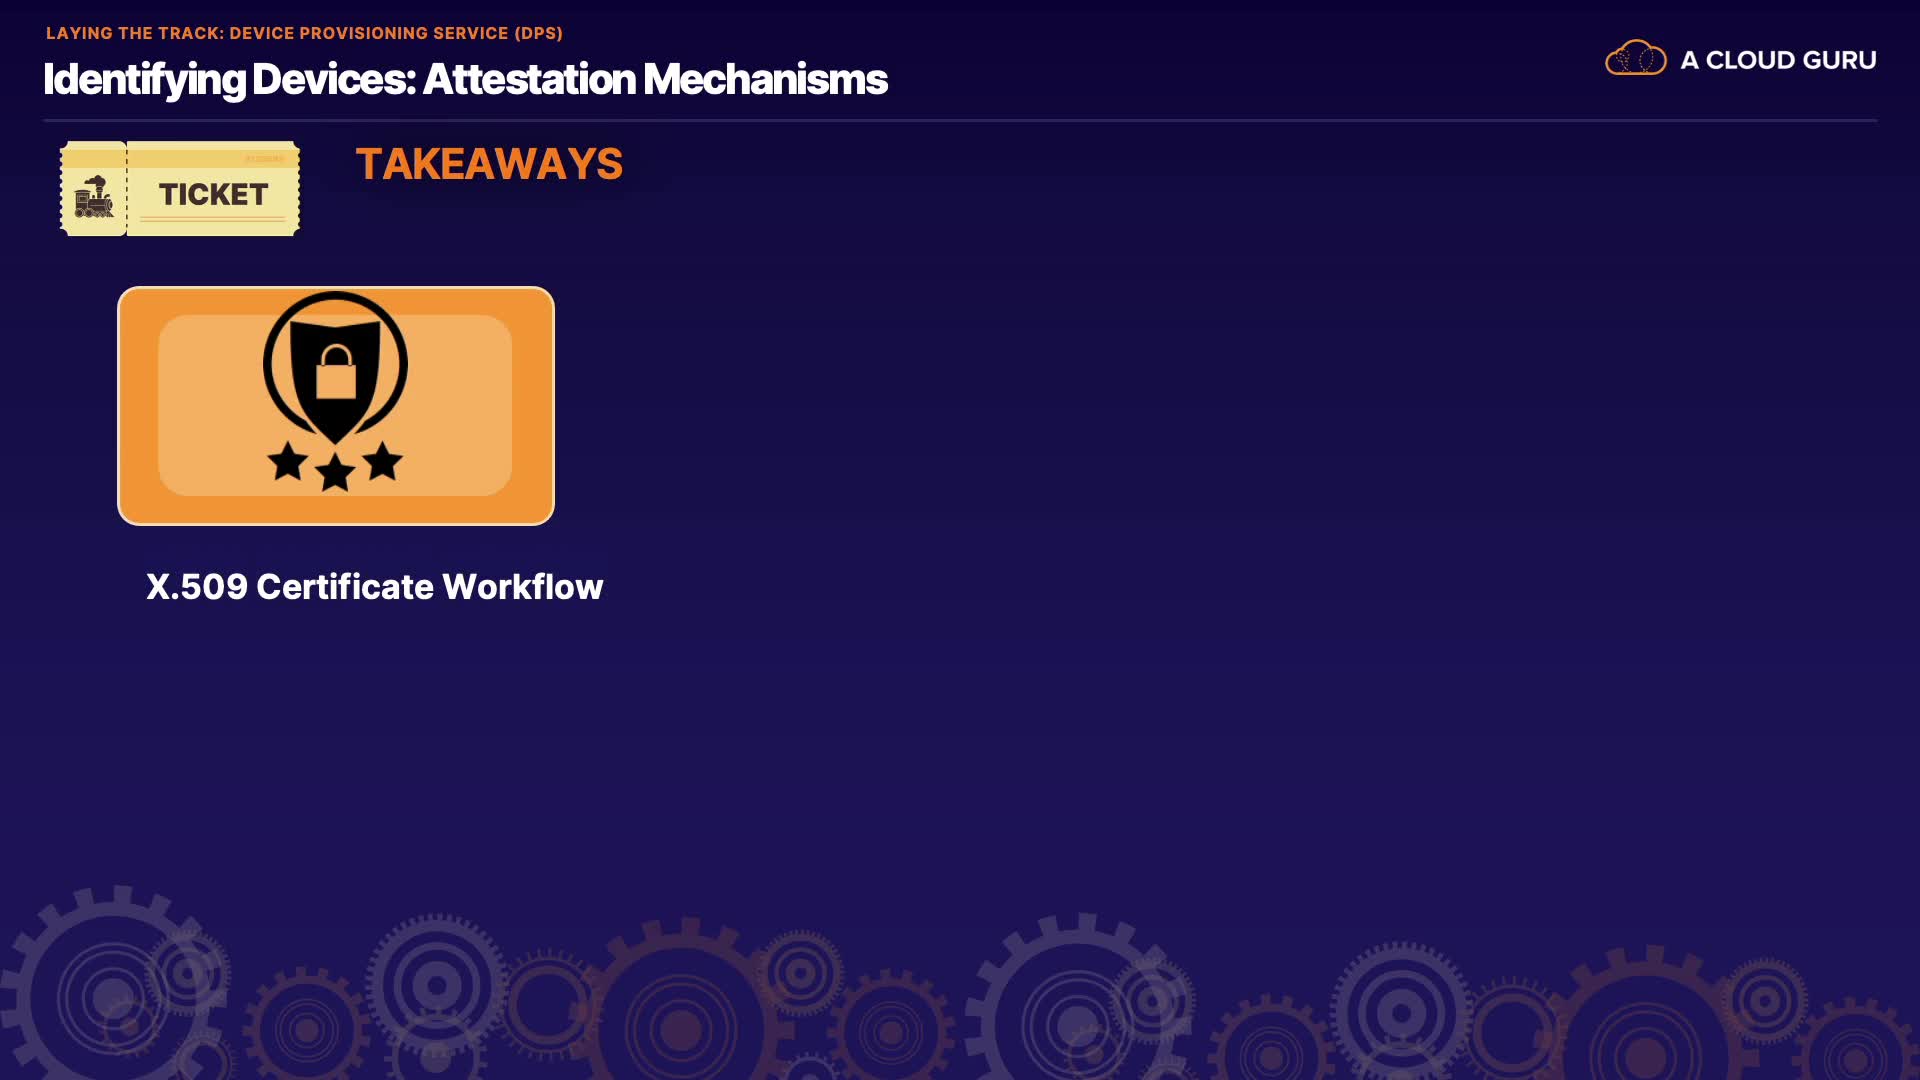 LAYING THE TRACK: DEVICE PROVISIONING SERVICE (DPS)
Identifying Devices: Attestation Mechanisms
A CLOUD GURU
TICKET
TAKEAWAYS
X.509 Certificate Workflow